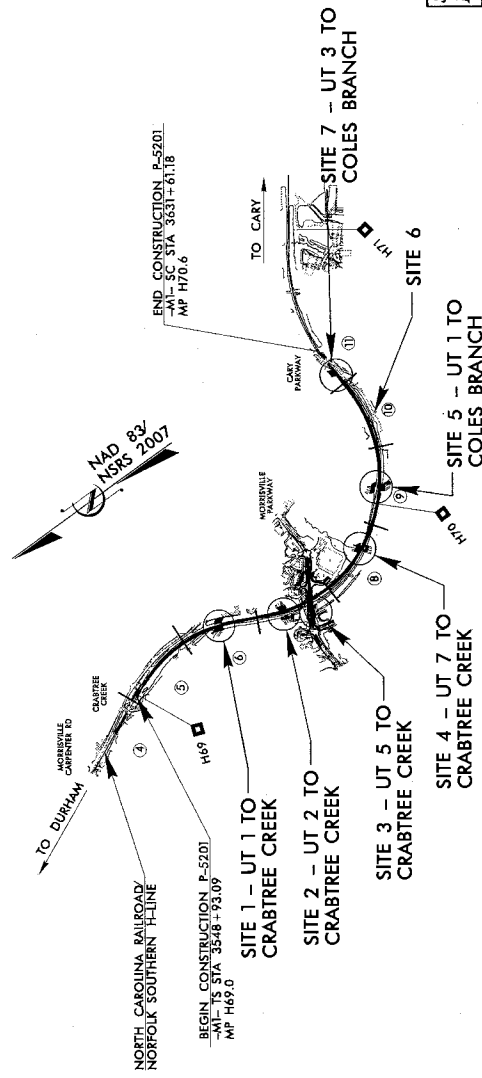 NAD 83/
NSRS 2007
TO DURHAM
MORRISVILLE
CARPENTER RD
CRABTREE
CREEK
NORTH CAROLINA RAILROAD/
NORFOLK SOUTHERN H-LINE
BEGIN CONSTRUCTION P-5201
-M1- TS STA 3548+93.09
MP H69.0
4
5
6
H69
SITE 1 - UT 1 TO
CRABTREE CREEK
SITE 2 - UT 2 TO
CRABTREE CREEK
SITE 3 - UT 5 TO
CRABTREE CREEK
SITE 4 - UT 7 TO
CRABTREE CREEK
MORRISVILLE
PARKWAY
8
9
H70
SITE 5 - UT 1 TO
COLES BRANCH
10
SITE 6
11
CARY
PARKWAY
END CONSTRUCTION P-5201
-M1- SC STA 3631+61.18
MP H70.6
TO CARY
SITE 7 - UT 3 TO
COLES BRANCH
H71